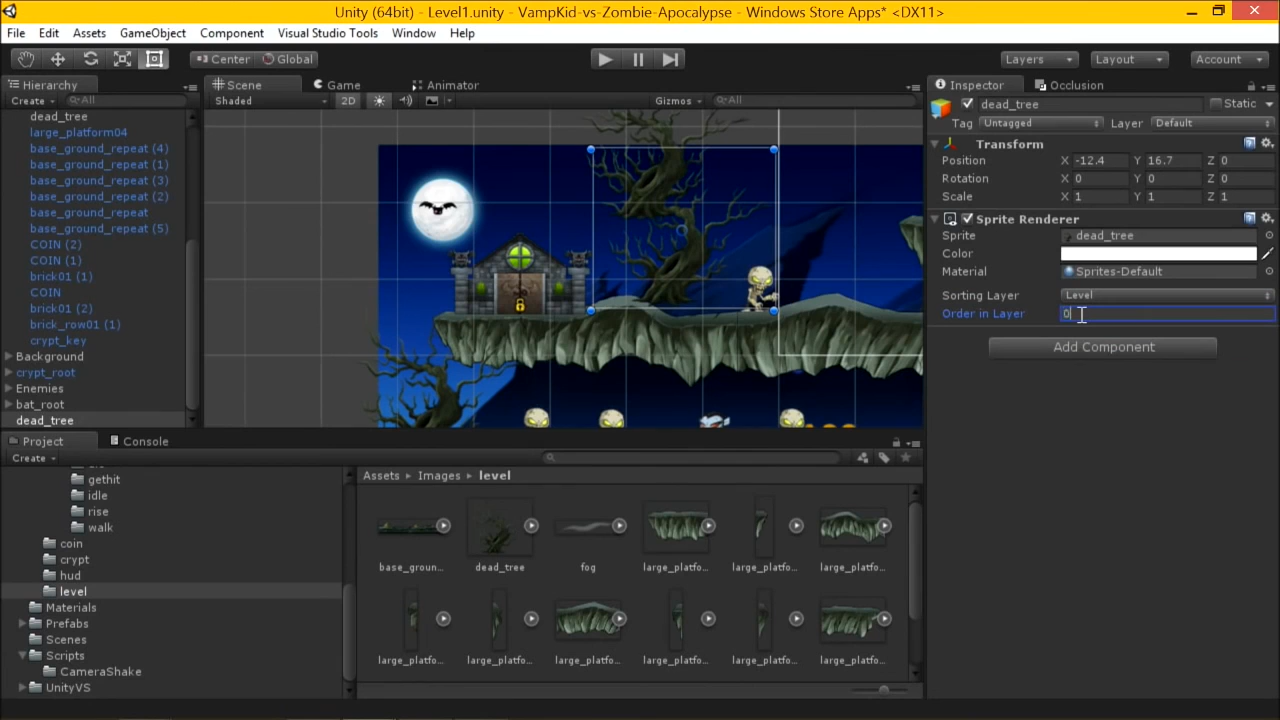 Unity (64bit) - Level1.unity - VampKid-vs-Zombie-Apocalypse - Windows Store Apps* <DX11>
File Edit Assets GameObject Component Visual Studio Tools Window Help
Center Global Layers Layout Account
Hierarchy
Create All
dead_tree
large_platform04
base_ground_repeat (4)
base_ground_repeat (1)
base_ground_repeat (3)
base_ground_repeat (2)
base_ground_repeat
base_ground_repeat (5)
COIN (2)
COIN (1)
brick01 (1)
COIN
brick01 (2)
brick_row01 (1)
crypt_key
Background
crypt_root
Enemies
bat_root
dead_tree
Scene Game Animator
Shaded 2D Gizmos All
Inspector Occlusion
dead_tree Static
Tag Untagged Layer Default
Transform
Position X -12.4 Y 16.7 Z 0
Rotation X 0 Y 0 Z 0
Scale X 1 Y 1 Z 1
Sprite Renderer
Sprite dead_tree
Color
Material Sprites-Default
Sorting Layer Level
Order in Layer 0
Add Component
Project Console
Create
gethit
idle
rise
walk
coin
crypt
hud
level
Materials
Prefabs
Scenes
Scripts
CameraShake
UnityVS
Assets Images level
base_groun... dead_tree fog large_platfo... large_platfo... large_platfo...
large_platfo... large_platfo... large_platfo... large_platfo... large_platfo... large_platfo...